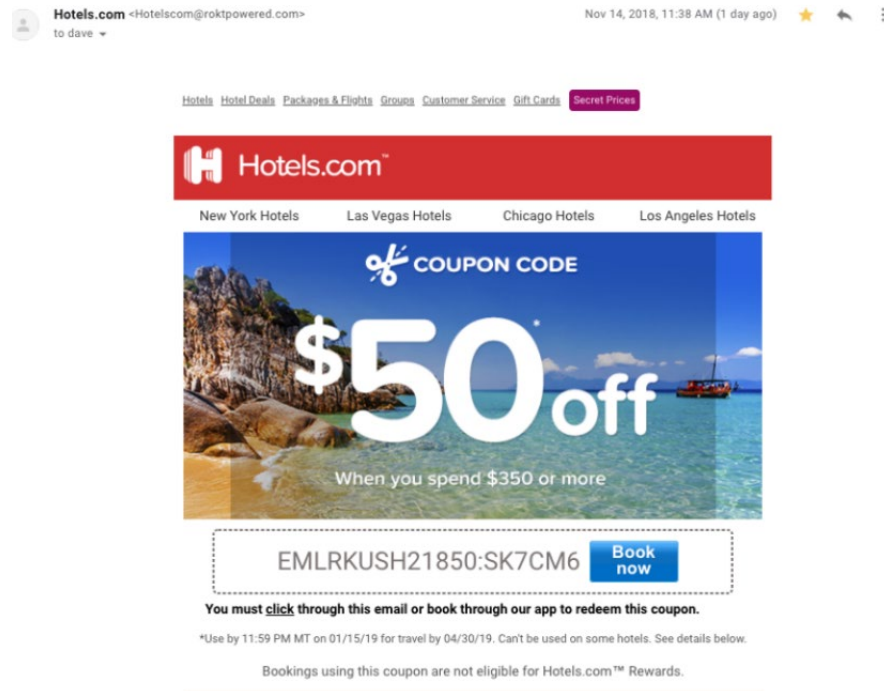 Hotels.com <Hotelscom@roktpowered.com> Nov 14, 2018, 11:38 AM (1 day ago)
to dave
Hotels Hotel Deals Packages & Flights Groups Customer Service Gift Cards Secret Prices
H Hotels.com™
New York Hotels Las Vegas Hotels Chicago Hotels Los Angeles Hotels
COUPON CODE
$50* off
When you spend $350 or more
EMLRKUSH21850:SK7CM6
Book
now
You must click through this email or book through our app to redeem this coupon.
*Use by 11:59 PM MT on 01/15/19 for travel by 04/30/19. Can't be used on some hotels. See details below.
Bookings using this coupon are not eligible for Hotels.com™ Rewards.